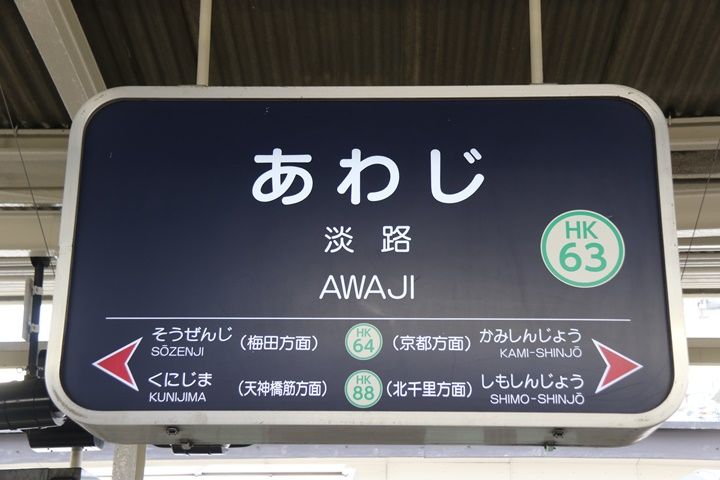 あわじ
淡路
AWAJI
HK
63
そうぜんじ
SŌZENJI
(梅田方面)
HK
64
(京都方面)
かみしんじょう
KAMI-SHINJŌ
くにじま
KUNIJIMA
(天神橋筋方面)
HK
88
(北千里方面)
しもしんじょう
SHIMO-SHINJŌ